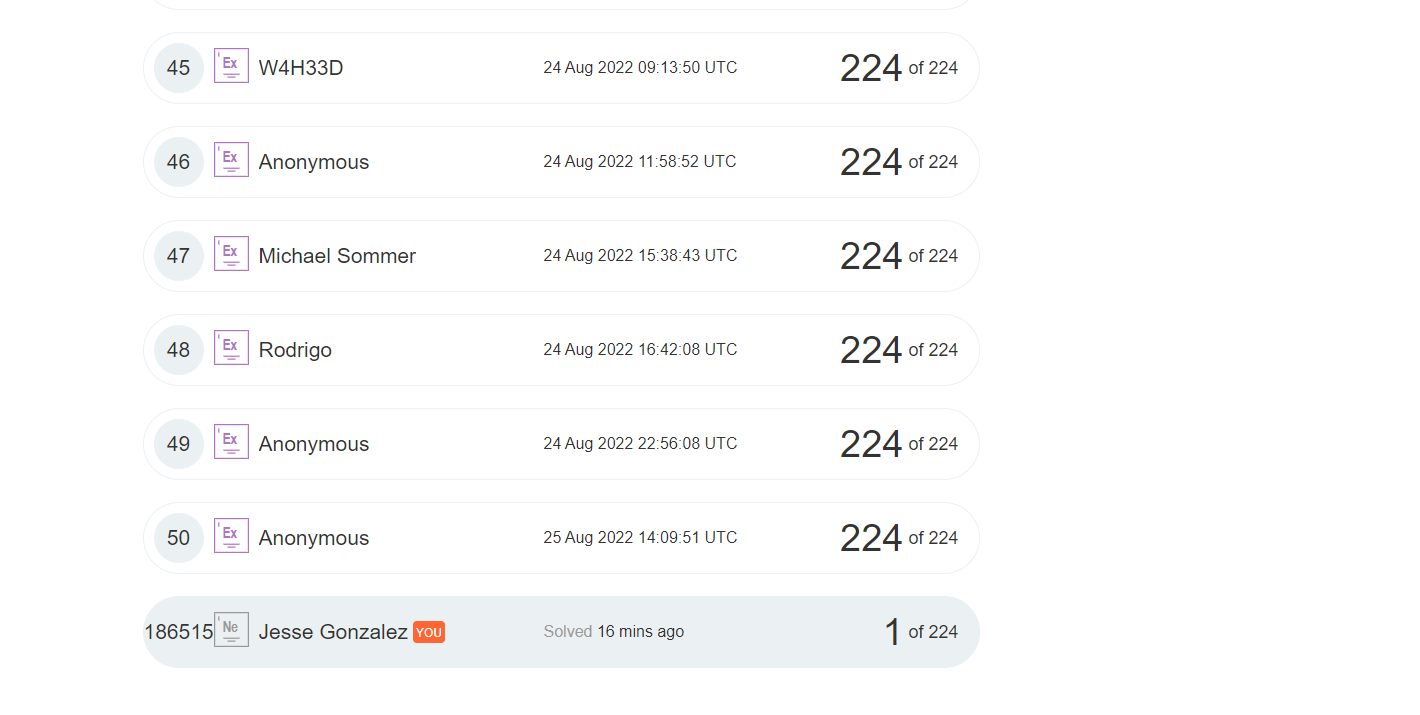 45 Ex W4H33D 24 Aug 2022 09:13:50 UTC 224 of 224
46 Ex Anonymous 24 Aug 2022 11:58:52 UTC 224 of 224
47 Ex Michael Sommer 24 Aug 2022 15:38:43 UTC 224 of 224
48 Ex Rodrigo 24 Aug 2022 16:42:08 UTC 224 of 224
49 Ex Anonymous 24 Aug 2022 22:56:08 UTC 224 of 224
50 Ex Anonymous 25 Aug 2022 14:09:51 UTC 224 of 224
186515 Ne Jesse Gonzalez YOU Solved 16 mins ago 1 of 224